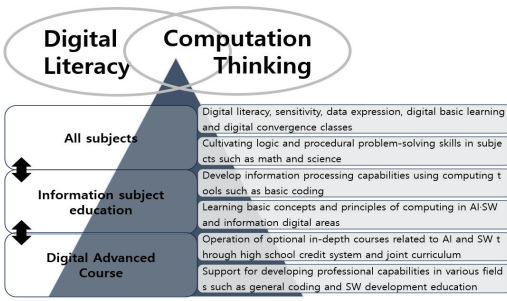 Digital
Literacy
Computation
Thinking
All subjects
Digital literacy, sensitivity, data expression, digital basic learning
and digital convergence classes
Cultivating logic and procedural problem-solving skills in subje
cts such as math and science
Information subject
education
Develop information processing capabilities using computing t
ools such as basic coding
Learning basic concepts and principles of computing in AI·SW
and information digital areas
Digital Advanced
Course
Operation of optional in-depth courses related to AI and SW t
hrough high school credit system and joint curriculum
Support for developing professional capabilities in various field
s such as general coding and SW development education